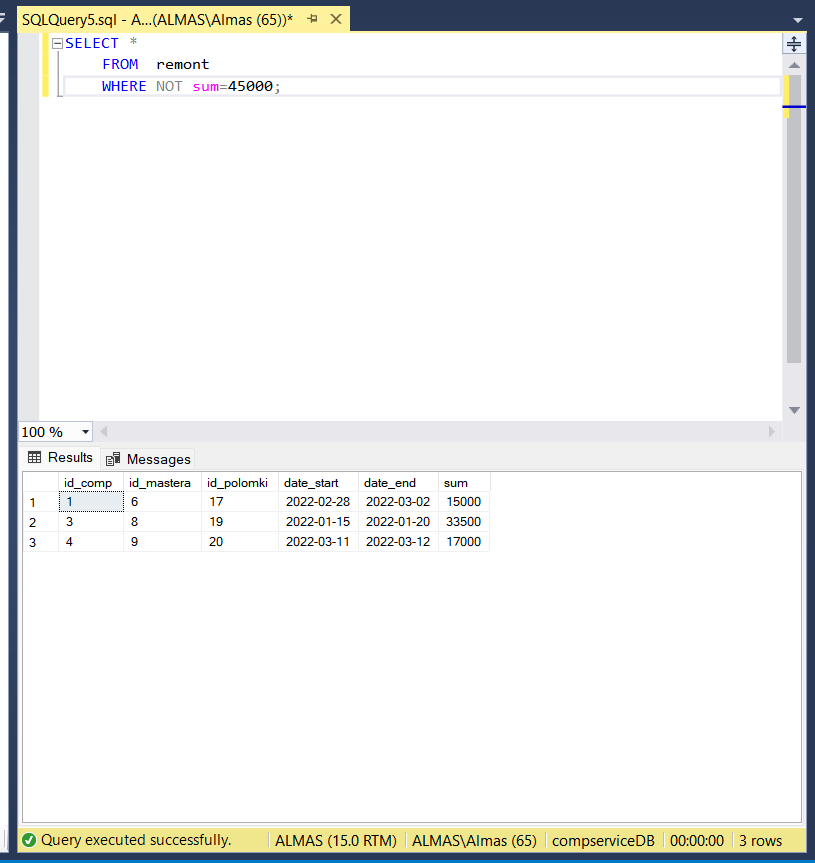 SQLQuery5.sql - A...(ALMAS\Almas (65))*
SELECT *
FROM remont
WHERE NOT sum=45000;
100 %
Results Messages
id_comp id_mastera id_polomki date_start date_end sum
1 1 6 17 2022-02-28 2022-03-02 15000
2 3 8 19 2022-01-15 2022-01-20 33500
3 4 9 20 2022-03-11 2022-03-12 17000
Query executed successfully. ALMAS (15.0 RTM) ALMAS\Almas (65) compserviceDB 00:00:00 3 rows